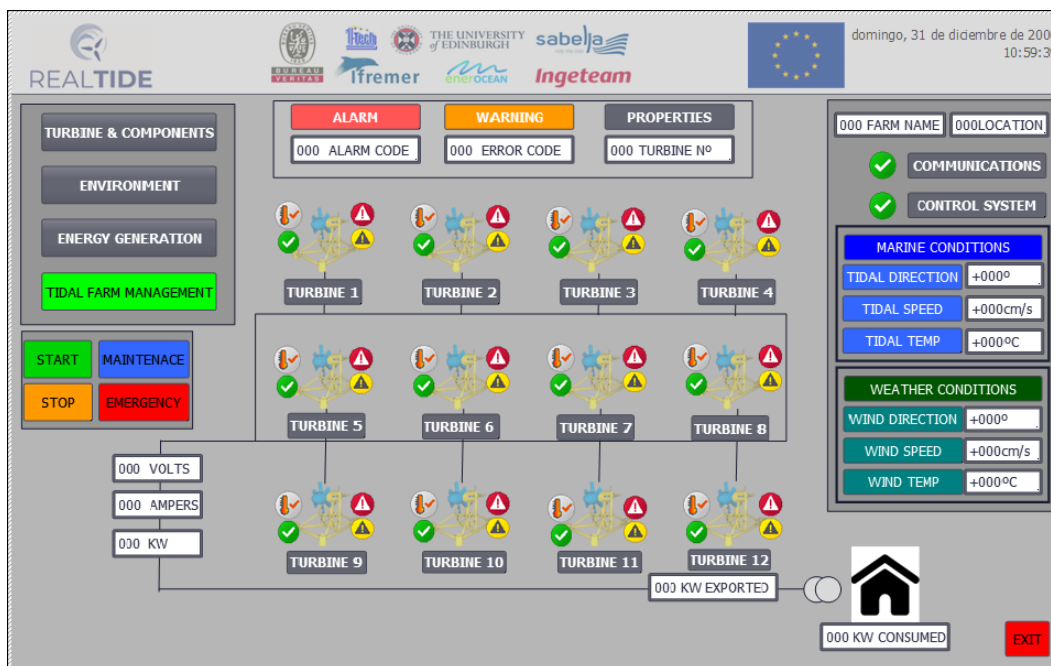 REALTIDE
BUREAU
VERITAS
1-Tech
THE UNIVERSITY
of EDINBURGH
sabella
Ifremer
enerOCEAN
Ingeteam
domingo, 31 de diciembre de 200
10:59:3
TURBINE & COMPONENTS
ENVIRONMENT
ENERGY GENERATION
TIDAL FARM MANAGEMENT
START
MAINTENACE
STOP
EMERGENCY
ALARM
WARNING
PROPERTIES
000 ALARM CODE
000 ERROR CODE
000 TURBINE Nº
000 FARM NAME
000LOCATION
COMMUNICATIONS
CONTROL SYSTEM
MARINE CONDITIONS
TIDAL DIRECTION
+000º
TIDAL SPEED
+000cm/s
TIDAL TEMP
+000ºC
WEATHER CONDITIONS
WIND DIRECTION
+000º
WIND SPEED
+000cm/s
WIND TEMP
+000ºC
TURBINE 1
TURBINE 2
TURBINE 3
TURBINE 4
TURBINE 5
TURBINE 6
TURBINE 7
TURBINE 8
000 VOLTS
000 AMPERS
000 KW
TURBINE 9
TURBINE 10
TURBINE 11
TURBINE 12
000 KW EXPORTED
000 KW CONSUMED
EXIT